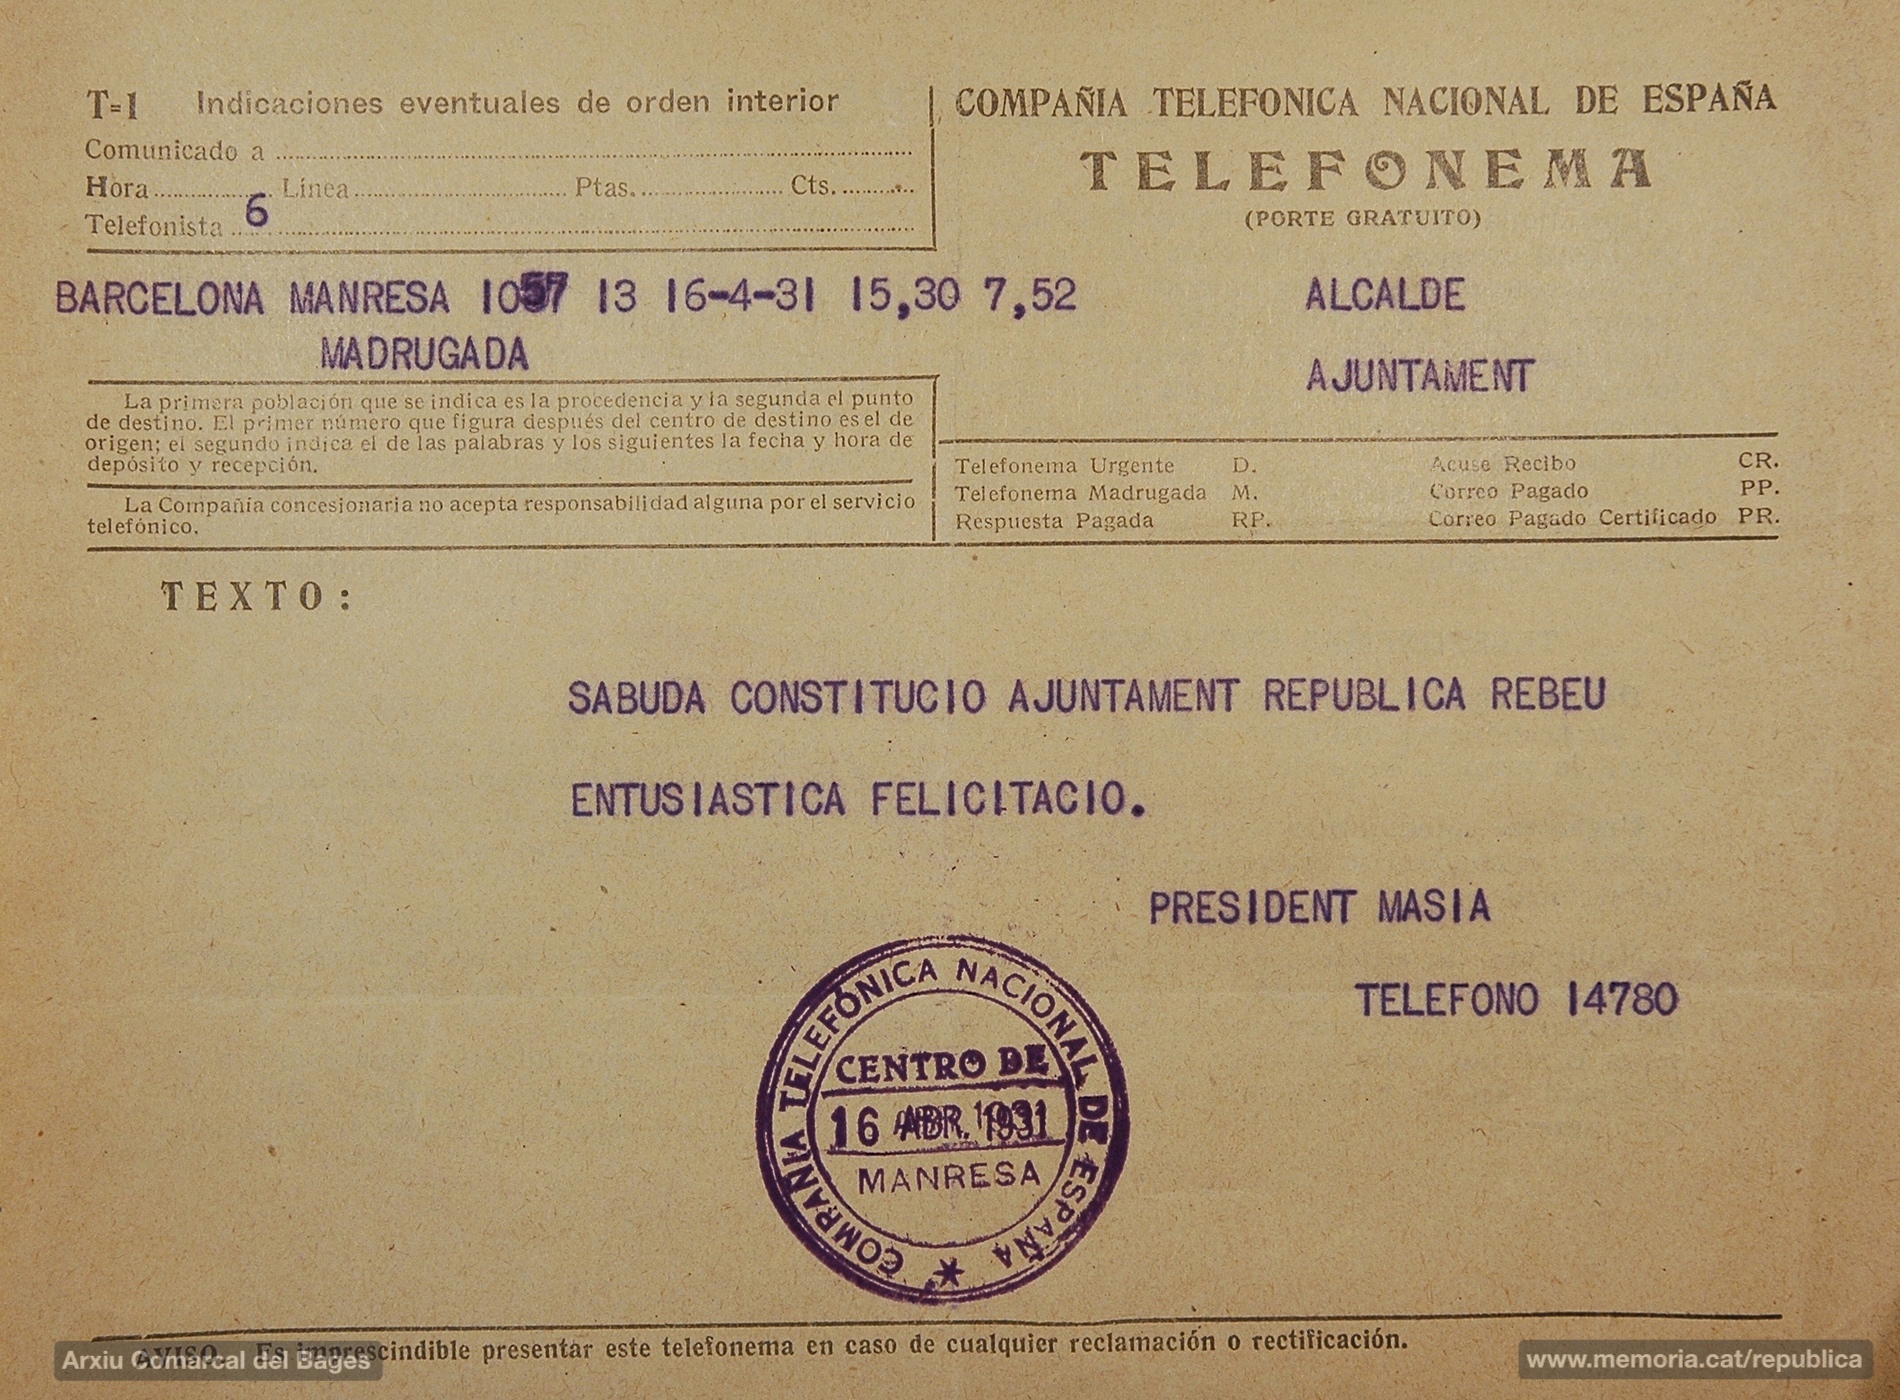 T=1 Indicaciones eventuales de orden interior
Comunicado a
Hora Línea Ptas. Cts.
Telefonista 6
COMPAÑIA TELEFONICA NACIONAL DE ESPAÑA
TELEFONEMA
(PORTE GRATUITO)
BARCELONA MANRESA 1057 13 16-4-31 15,30 7,52
MADRUGADA
ALCALDE
AJUNTAMENT
La primera población que se indica es la procedencia y la segunda el punto
de destino. El primer número que figura después del centro de destino es el de
origen; el segundo indica el de las palabras y los siguientes la fecha y hora de
depósito y recepción.
La Compañía concesionaria no acepta responsabilidad alguna por el servicio
telefónico.
Telefonema Urgente D. Acuse Recibo CR.
Telefonema Madrugada M. Correo Pagado PP.
Respuesta Pagada RP. Correo Pagado Certificado PR.
TEXTO:
SABUDA CONSTITUCIO AJUNTAMENT REPUBLICA REBEU
ENTUSIASTICA FELICITACIO.
PRESIDENT MASIA
TELEFONO 14780
COMPAÑIA TELEFÓNICA NACIONAL DE ESPAÑA
CENTRO DE
16 ABR. 1931
MANRESA
AVISO. Es imprescindible presentar este telefonema en caso de cualquier reclamación o rectificación.
Arxiu Comarcal del Bages
www.memoria.cat/republica